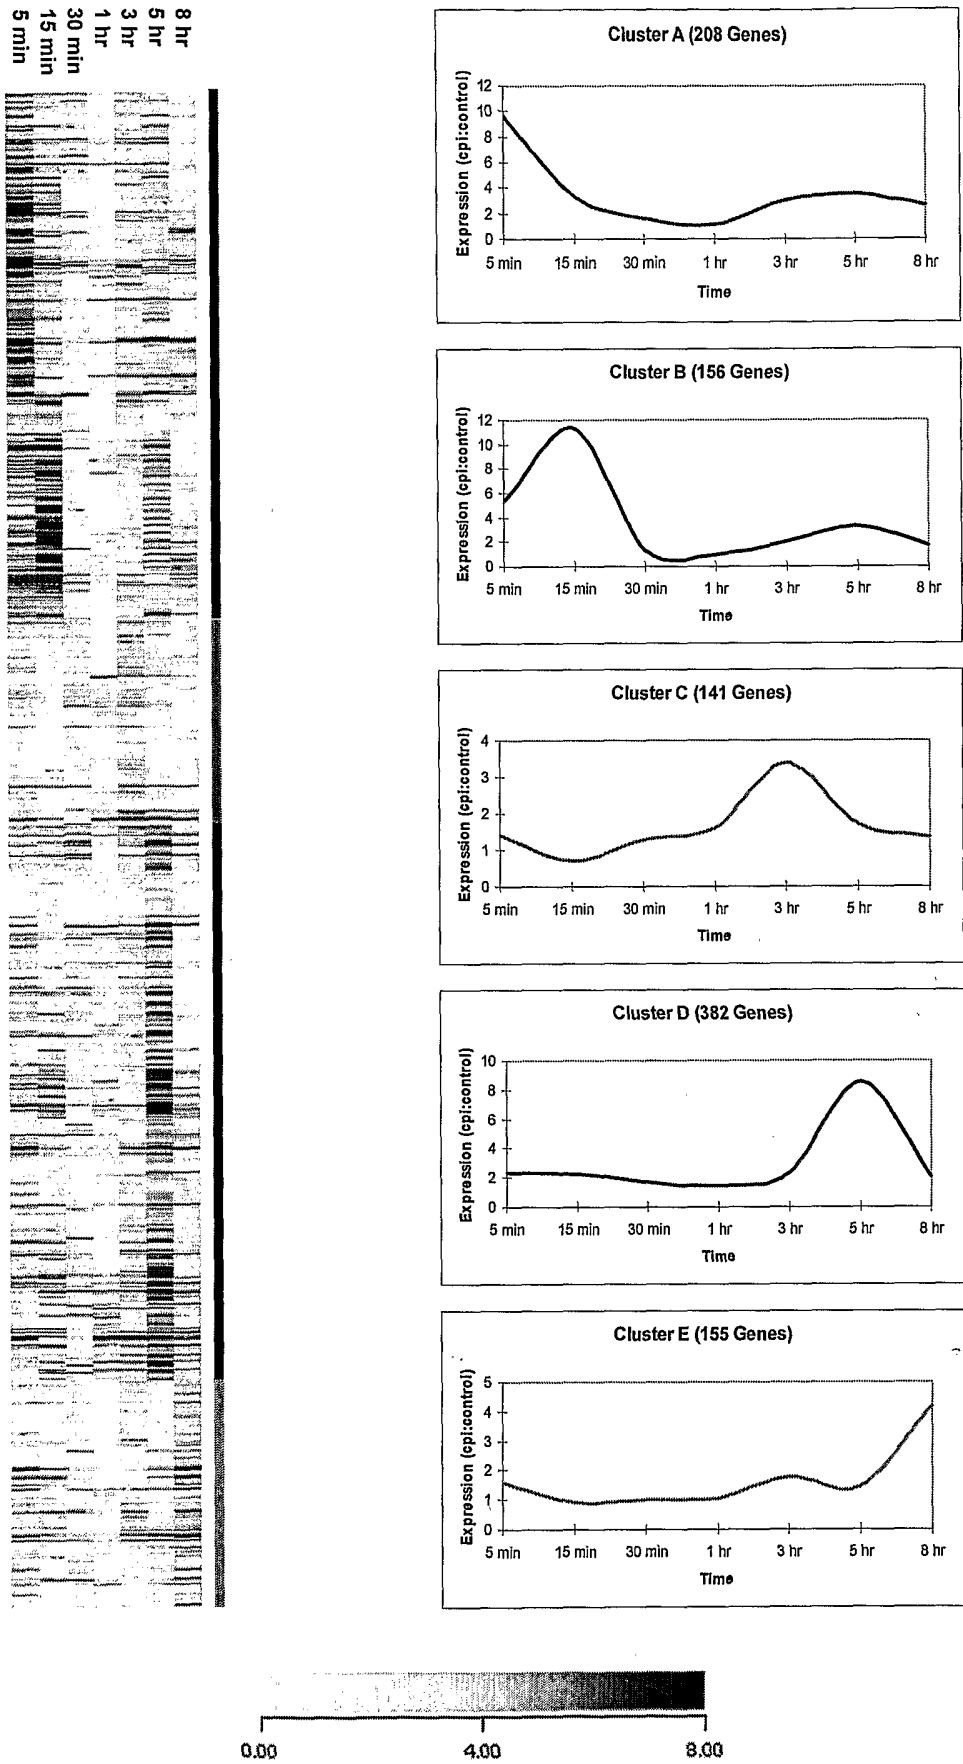 5 min
15 min
30 min
1 hr
3 hr
5 hr
8 hr
Cluster A (208 Genes)
Expression (cpi:control)
12
10
8
6
4
2
0
5 min 15 min 30 min 1 hr 3 hr 5 hr 8 hr
Time
Cluster B (156 Genes)
Expression (cpi:control)
12
10
8
6
4
2
0
5 min 15 min 30 min 1 hr 3 hr 5 hr 8 hr
Time
Cluster C (141 Genes)
Expression (cpi:control)
4
3
2
1
0
5 min 15 min 30 min 1 hr 3 hr 5 hr 8 hr
Time
Cluster D (382 Genes)
Expression (cpi:control)
10
8
6
4
2
0
5 min 15 min 30 min 1 hr 3 hr 5 hr 8 hr
Time
Cluster E (155 Genes)
Expression (cpi:control)
5
4
3
2
1
0
5 min 15 min 30 min 1 hr 3 hr 5 hr 8 hr
Time
0.00 4.00 8.00